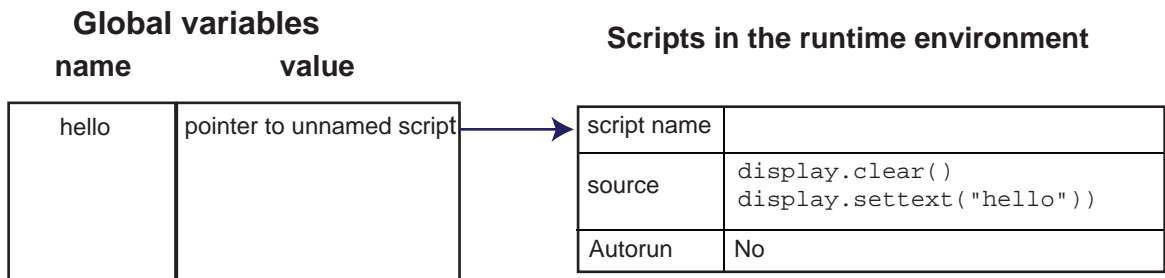 Global variables
name value
Scripts in the runtime environment
hello pointer to unnamed script
script name
source display.clear()
display.settext("hello"))
Autorun No